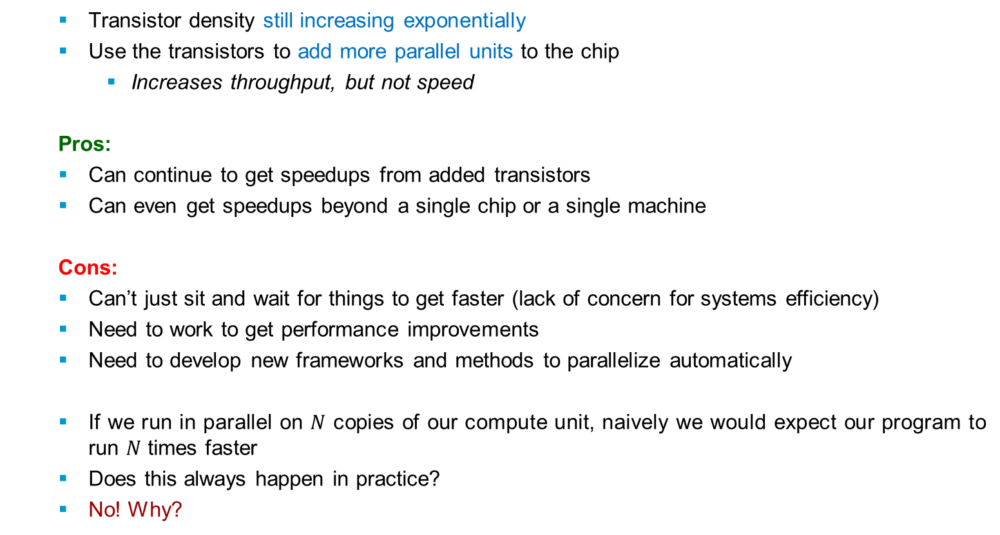 ▪ Transistor density still increasing exponentially
▪ Use the transistors to add more parallel units to the chip
▪ Increases throughput, but not speed
Pros:
▪ Can continue to get speedups from added transistors
▪ Can even get speedups beyond a single chip or a single machine
Cons:
▪ Can’t just sit and wait for things to get faster (lack of concern for systems efficiency)
▪ Need to work to get performance improvements
▪ Need to develop new frameworks and methods to parallelize automatically
▪ If we run in parallel on N copies of our compute unit, naively we would expect our program to
run N times faster
▪ Does this always happen in practice?
▪ No! Why?